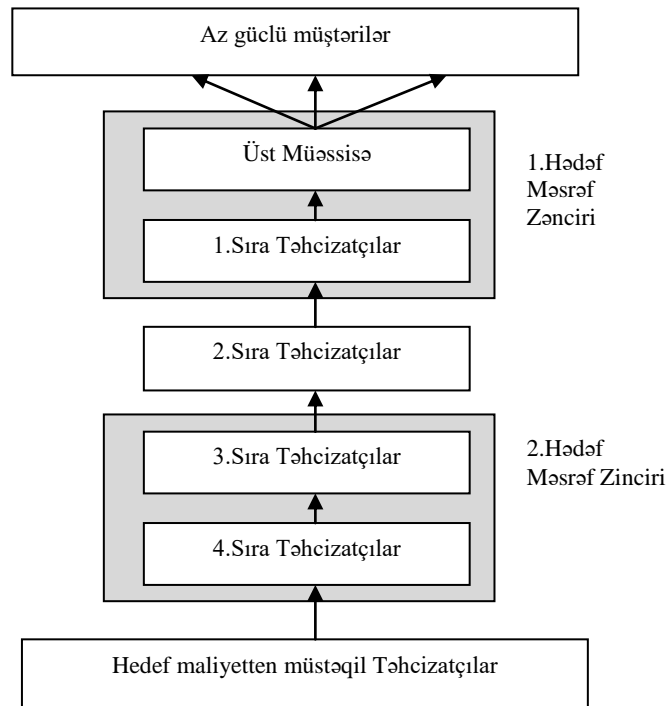 Az güclü müştərilər
Üst Müəssisə
1.Hədəf
Məsrəf
Zənciri
1.Sıra Təhcizatçılar
2.Sıra Təhcizatçılar
3.Sıra Təhcizatçılar
2.Hədəf
Məsrəf Zinciri
4.Sıra Təhcizatçılar
Hedef maliyetten müstəqil Təhcizatçılar